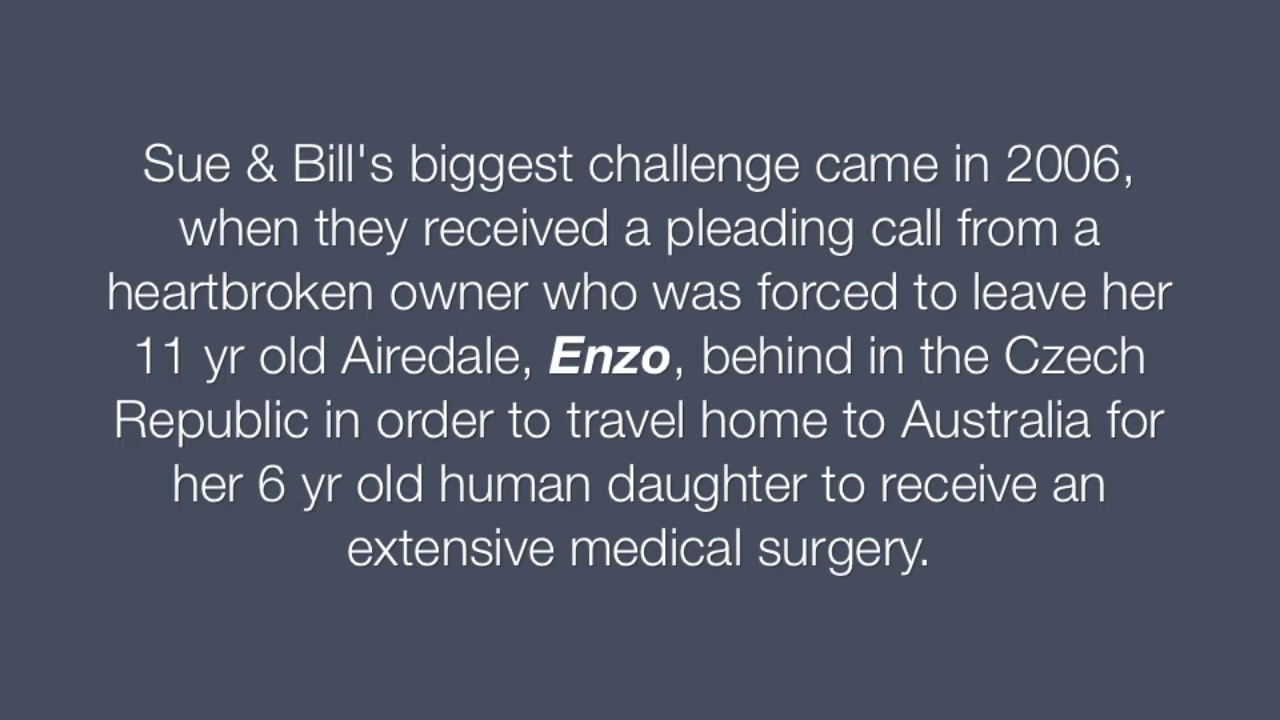 Sue & Bill's biggest challenge came in 2006,
when they received a pleading call from a
heartbroken owner who was forced to leave her
11 yr old Airedale, Enzo, behind in the Czech
Republic in order to travel home to Australia for
her 6 yr old human daughter to receive an
extensive medical surgery.